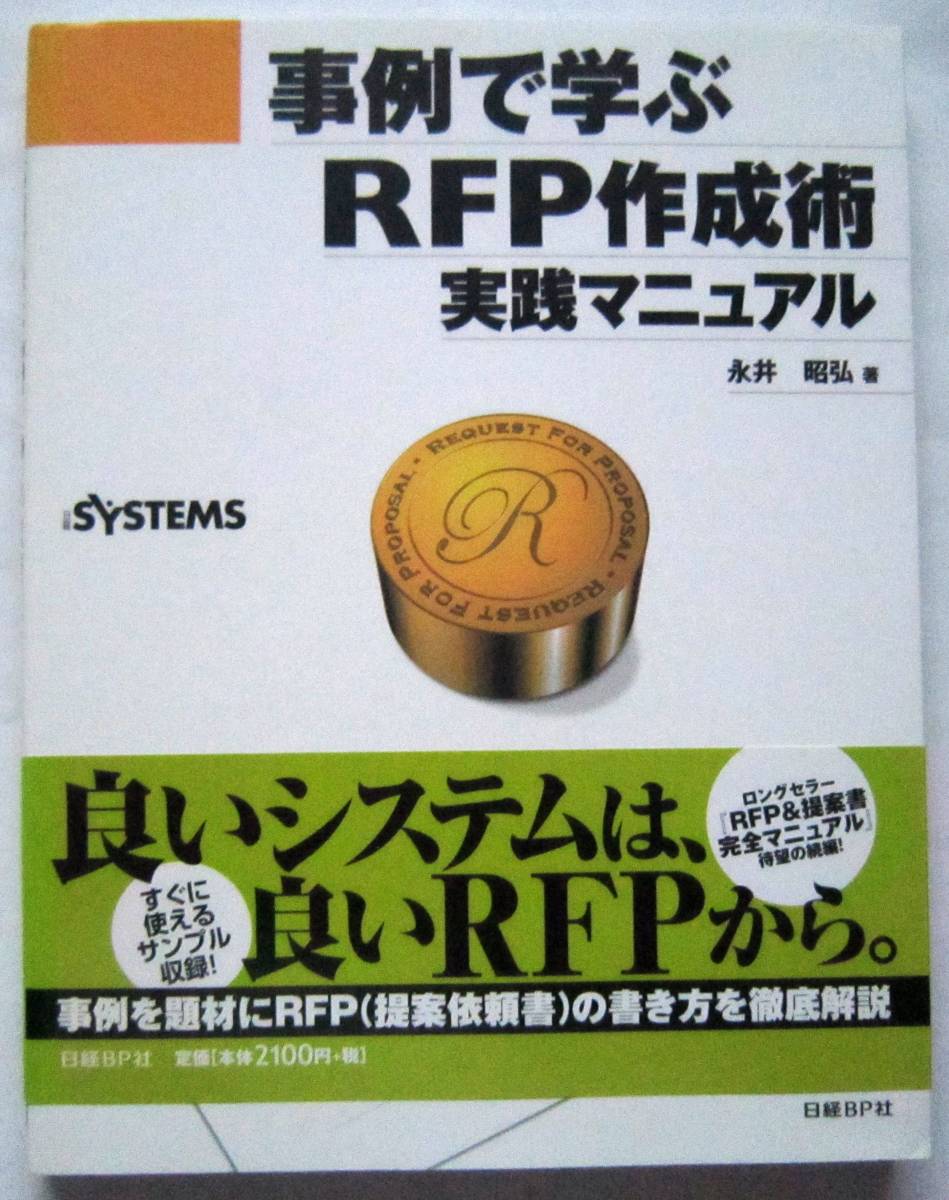 事例で学ぶ
RFP作成術
実践マニュアル
永井 昭弘 著
REQUEST FOR PROPOSAL・REQUEST FOR PROPOSAL・
R
SYSTEMS
良いシステムは、
良いRFPから。
ロングセラー
『RFP&提案書
完全マニュアル』
待望の続編!
すぐに
使える
サンプル
収録!
事例を題材にRFP(提案依頼書)の書き方を徹底解説
日経BP社 定価[本体2100円+税]
日経BP社